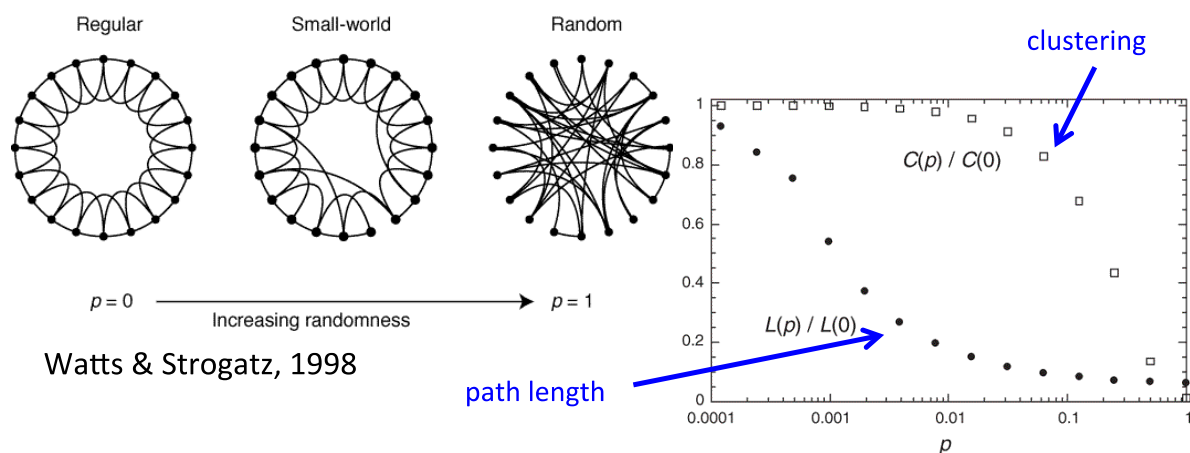 Regular
Small-world
Random
p = 0
Increasing randomness
p = 1
Watts & Strogatz, 1998
clustering
path length
1
0.8
0.6
0.4
0.2
0
C(p) / C(0)
L(p) / L(0)
0.0001
0.001
0.01
0.1
1
p